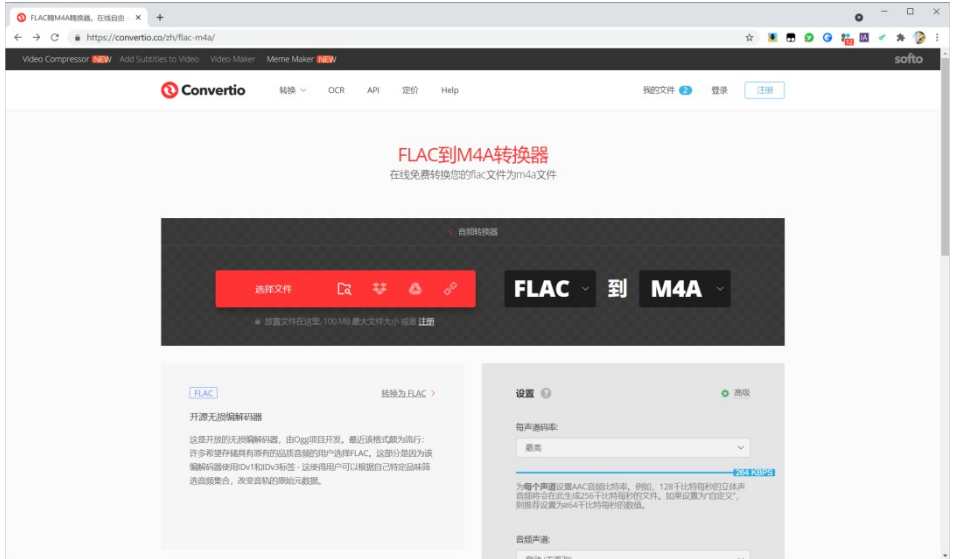 FLAC转M4A转换器。在线自由 -
https://convertio.co/zh/flac-m4a/
Video Compressor NEW Add Subtitles to Video Video Maker Meme Maker NEW softo
Convertio 转换 OCR API 定价 Help 我的文件 2 登录 注册
FLAC到M4A转换器
在线免费转换您的flac文件为m4a文件
音频转换器
选择文件 FLAC 到 M4A
放置文件在这里. 100 MB 最大文件大小 或者 注册
FLAC 转换为 FLAC
开源无损编解码器
这是开放的无损编解码器，由Ogg项目开发。最近该格式颇为流行：
许多希望存储具有原有的品质音频的用户选择FLAC。这部分是因为该
编解码器使用IDv1和IDv3标签 - 这使得用户可以根据自己特定品味筛
选音频集合，改变音轨的原始元数据。
设置 高级
每声道码率:
最高
264 KBPS
为每个声道设置AAC音频比特率。例如，128千比特每秒的立体声
音频将会在此生成256千比特每秒的文件。如果设置为"自定义"，
则推荐设置为≥64千比特每秒的数值。
音频声道: